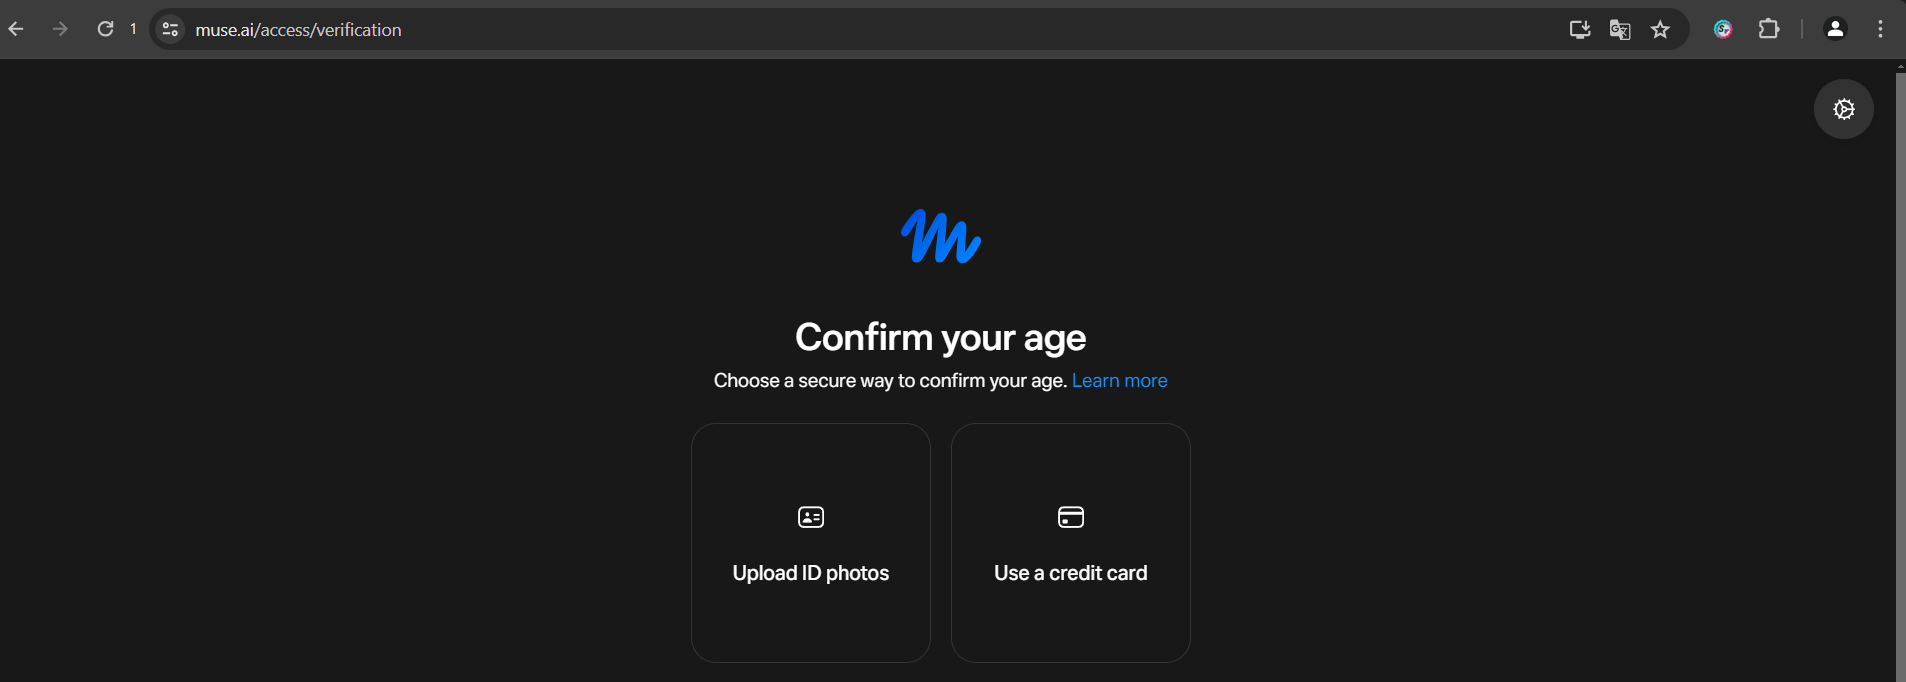 1
muse.ai/access/verification
Confirm your age
Choose a secure way to confirm your age. Learn more
Upload ID photos
Use a credit card